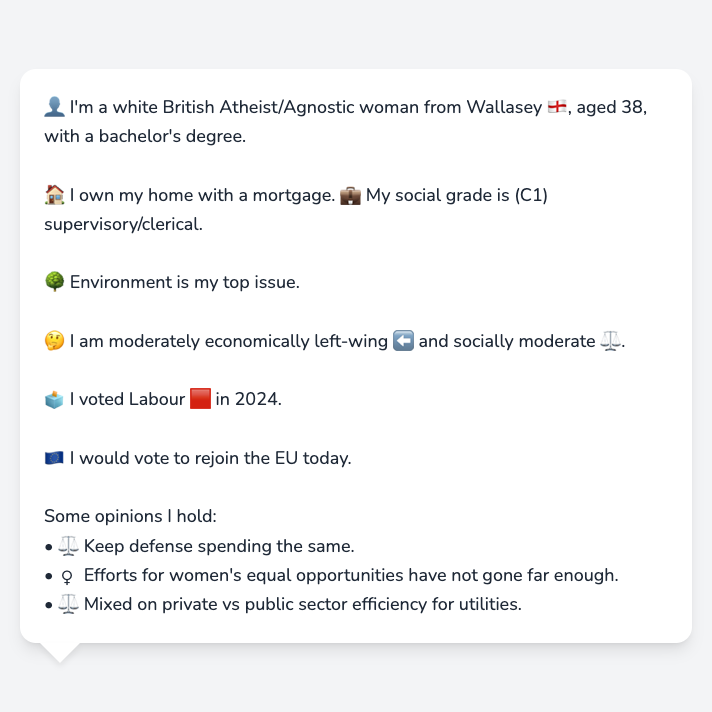 👤 I'm a white British Atheist/Agnostic woman from Wallasey 🏴󠁧󠁢󠁥󠁮󠁧󠁿, aged 38,
with a bachelor's degree.
🏠 I own my home with a mortgage. 💼 My social grade is (C1)
supervisory/clerical.
🌳 Environment is my top issue.
🤔 I am moderately economically left-wing ⬅️ and socially moderate ⚖️.
🗳️ I voted Labour 🟥 in 2024.
🇪🇺 I would vote to rejoin the EU today.
Some opinions I hold:
• ⚖️ Keep defense spending the same.
• ♀ Efforts for women's equal opportunities have not gone far enough.
• ⚖️ Mixed on private vs public sector efficiency for utilities.